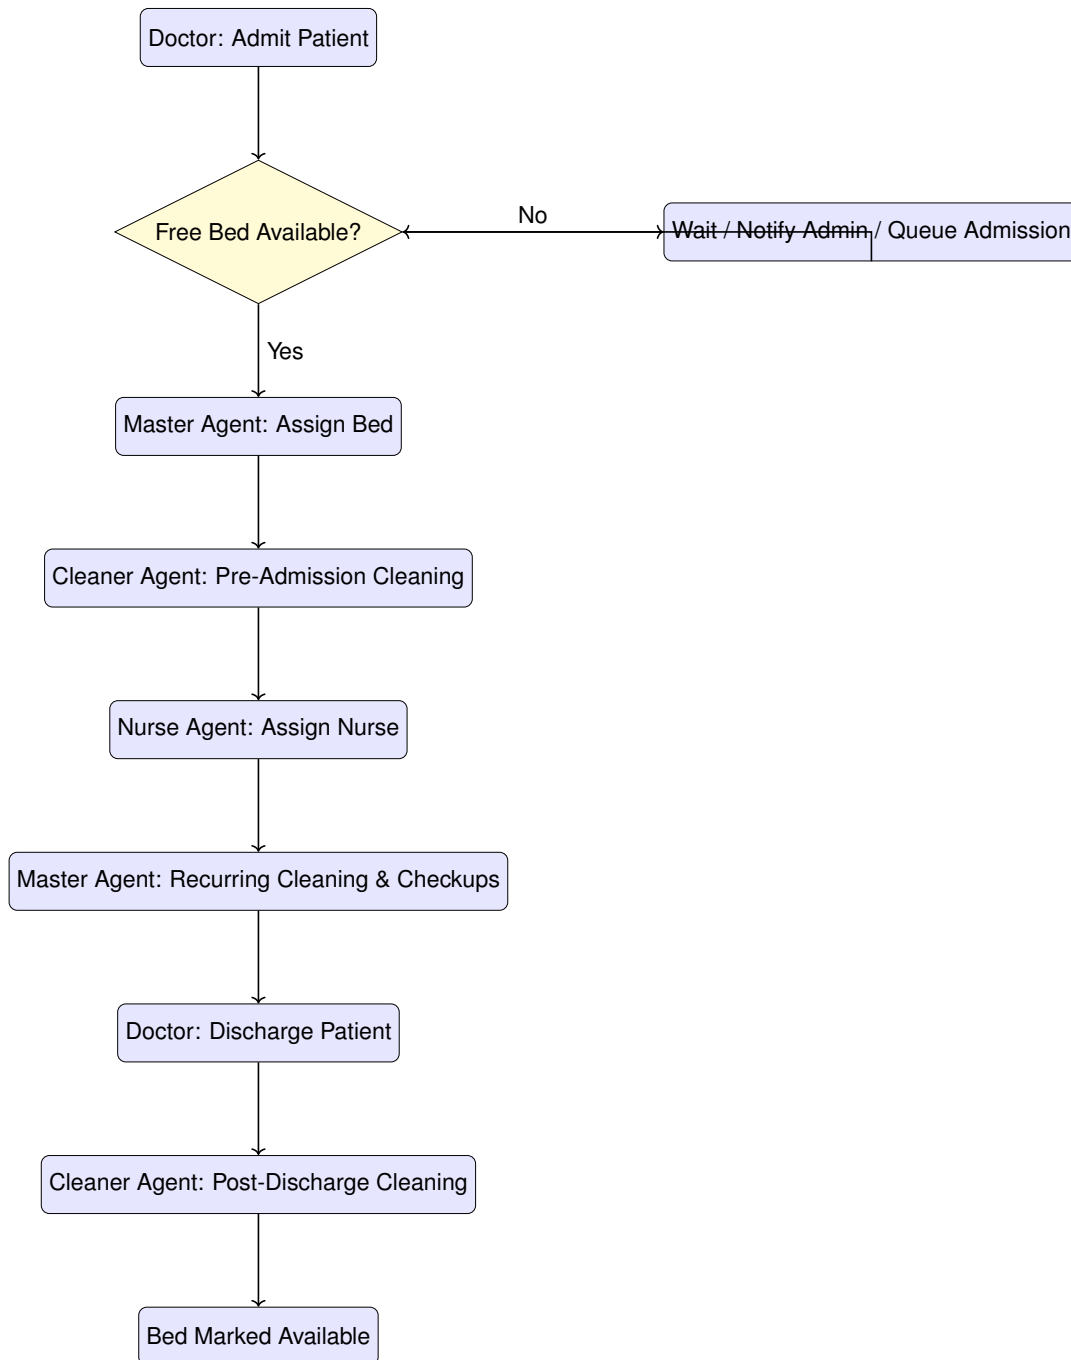 Doctor: Admit Patient
Free Bed Available?
No
Wait / Notify Admin / Queue Admission
Yes
Master Agent: Assign Bed
Cleaner Agent: Pre-Admission Cleaning
Nurse Agent: Assign Nurse
Master Agent: Recurring Cleaning & Checkups
Doctor: Discharge Patient
Cleaner Agent: Post-Discharge Cleaning
Bed Marked Available